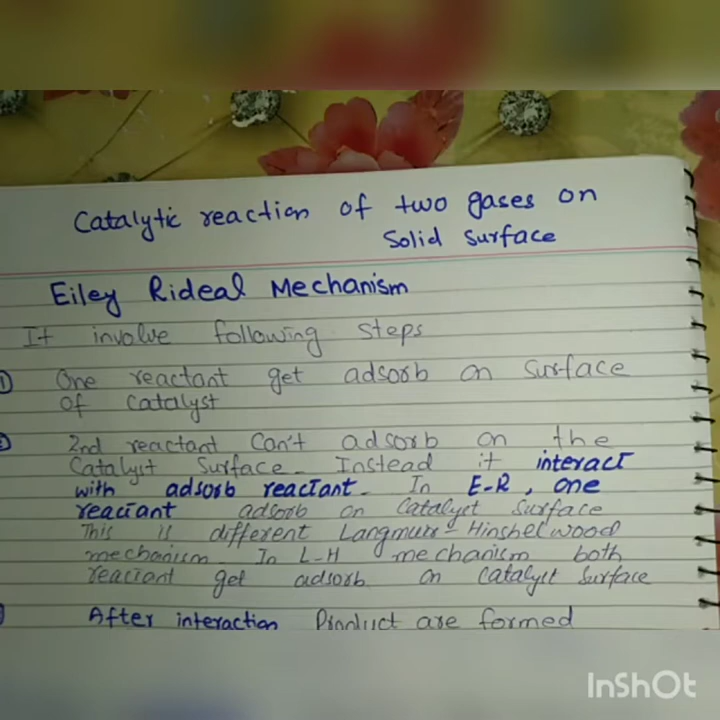 Catalytic reaction of two gases on
Solid Surface
Eiley Rideal Mechanism
It involve following steps
① One reactant get adsorb on surface
of catalyst
② 2nd reactant Can't adsorb on the
Catalyst Surface. Instead it interact
with adsorb reactant. In E-R, one
reactant adsorb on Catalyst Surface
This is different Langmuir-Hinshelwood
mechanism. In L-H mechanism both
reactant get adsorb on catalyst Surface
After interaction Product are formed
InShOt